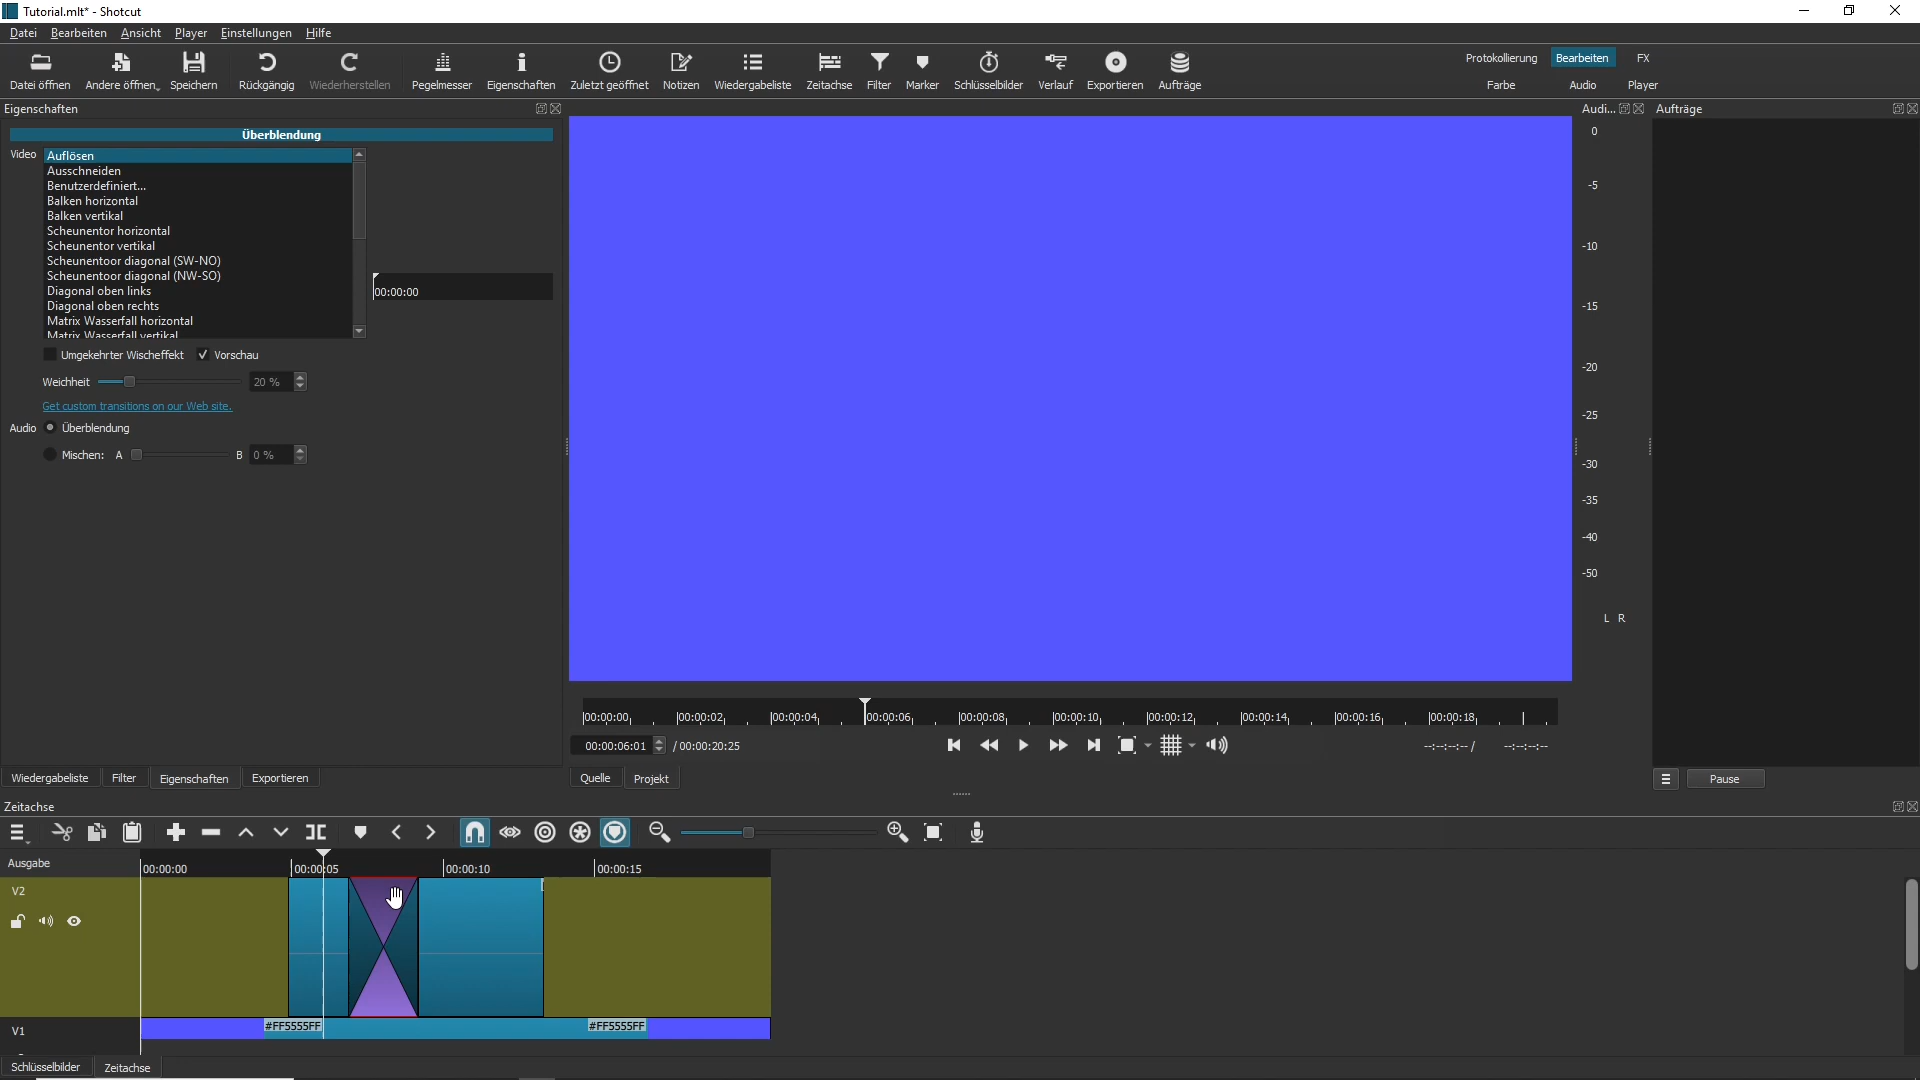 Tutorial.mlt* - Shotcut
Datei Bearbeiten Ansicht Player Einstellungen Hilfe
Datei öffnen Andere öffnen Speichern Rückgängig Wiederherstellen Pegelmesser Eigenschaften Zuletzt geöffnet Notizen Wiedergabeliste Zeitachse Filter Marker Schlüsselbilder Verlauf Exportieren Aufträge
Protokollierung Bearbeiten FX
Farbe Audio Player
Eigenschaften
Überblendung
Video
Auflösen
Ausschneiden
Benutzerdefiniert...
Balken horizontal
Balken vertikal
Scheunentor horizontal
Scheunentor vertikal
Scheunentoor diagonal (SW-NO)
Scheunentoor diagonal (NW-SO)
Diagonal oben links
Diagonal oben rechts
Matrix Wasserfall horizontal
Matrix Wasserfall vertikal
00:00:00
Umgekehrter Wischeffekt Vorschau
Weichheit 20 %
Get custom transitions on our Web site.
Audio Überblendung
Mischen: A B 0 %
Wiedergabeliste Filter Eigenschaften Exportieren
00:00:00 00:00:02 00:00:04 00:00:06 00:00:08 00:00:10 00:00:12 00:00:14 00:00:16 00:00:18
00:00:06:01 / 00:00:20:25
--:--:--:-- / --:--:--:--
Quelle Projekt
Audi...
0
-5
-10
-15
-20
-25
-30
-35
-40
-50
L R
Aufträge
Pause
Zeitachse
Ausgabe
00:00:00 00:00:05 00:00:10 00:00:15
V2
V1
#FF5555FF #FF5555FF
Schlüsselbilder Zeitachse